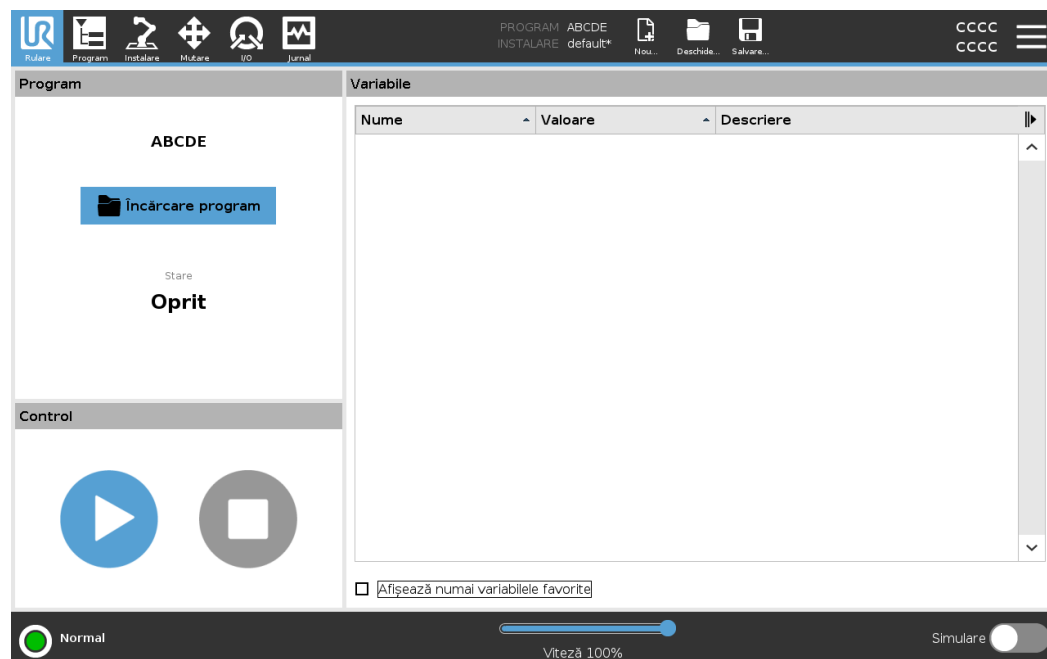 UR
Rulare
Program
Instalare
Mutare
I/O
Jurnal
PROGRAM ABCDE
INSTALARE default*
Nou...
Deschide...
Salvare...
CCCC
CCCC
Program
ABCDE
Încărcare program
Stare
Oprit
Control
Variabile
Nume
Valoare
Descriere
Afișează numai variabilele favorite
Normal
Viteză 100%
Simulare